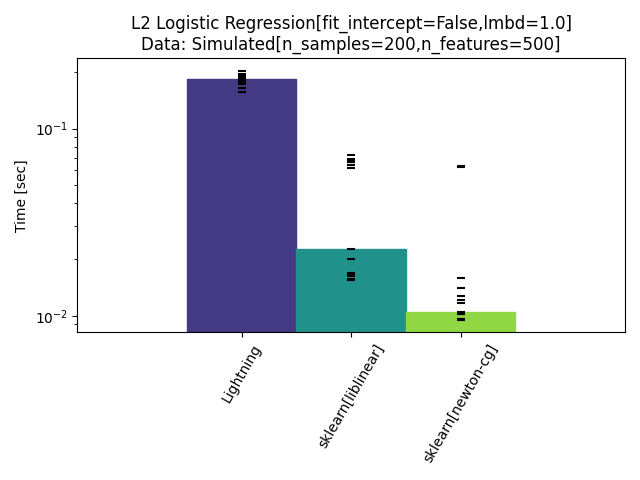 L2 Logistic Regression[fit_intercept=False,lmbd=1.0]
Data: Simulated[n_samples=200,n_features=500]
Time [sec]
10⁻¹
10⁻²
Lightning
sklearn[liblinear]
sklearn[newton-cg]